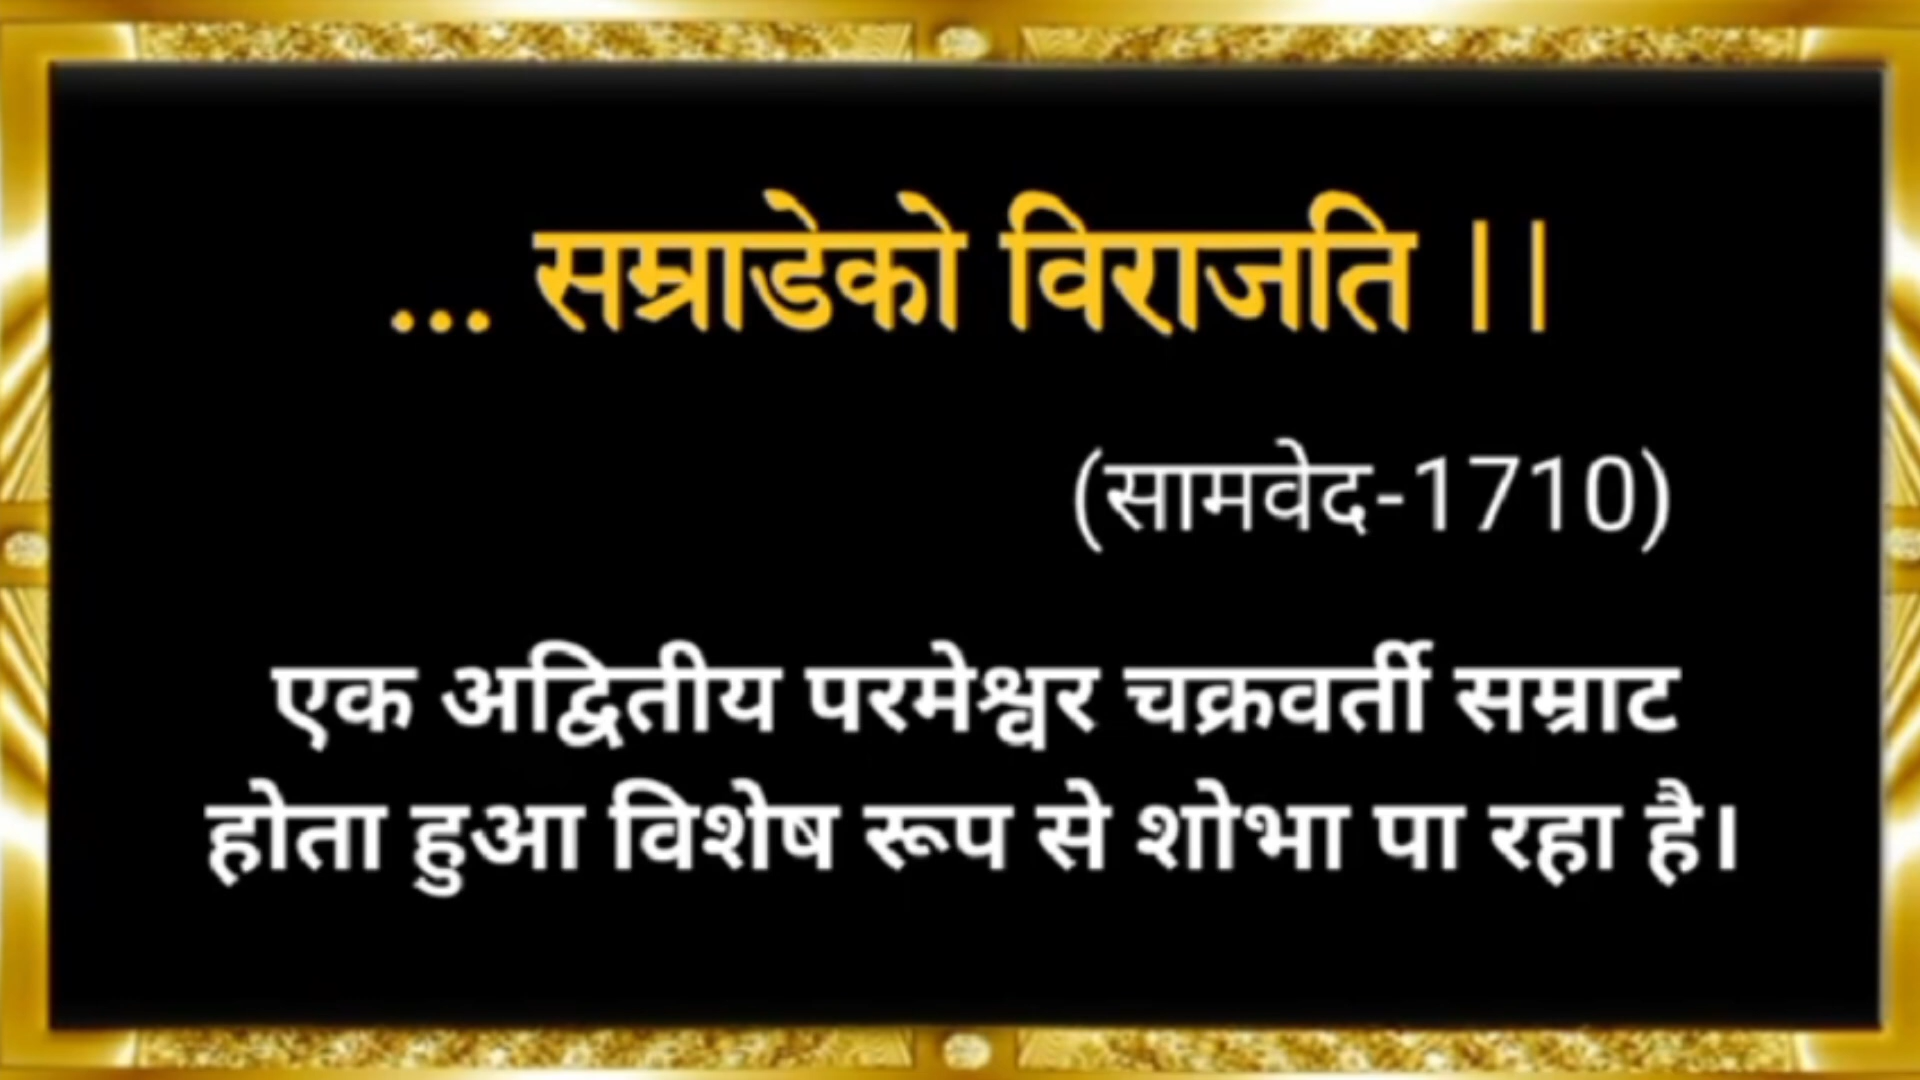 ... सम्राडेको विराजति ।।
(सामवेद-1710)
एक अद्वितीय परमेश्वर चक्रवर्ती सम्राट
होता हुआ विशेष रूप से शोभा पा रहा है।